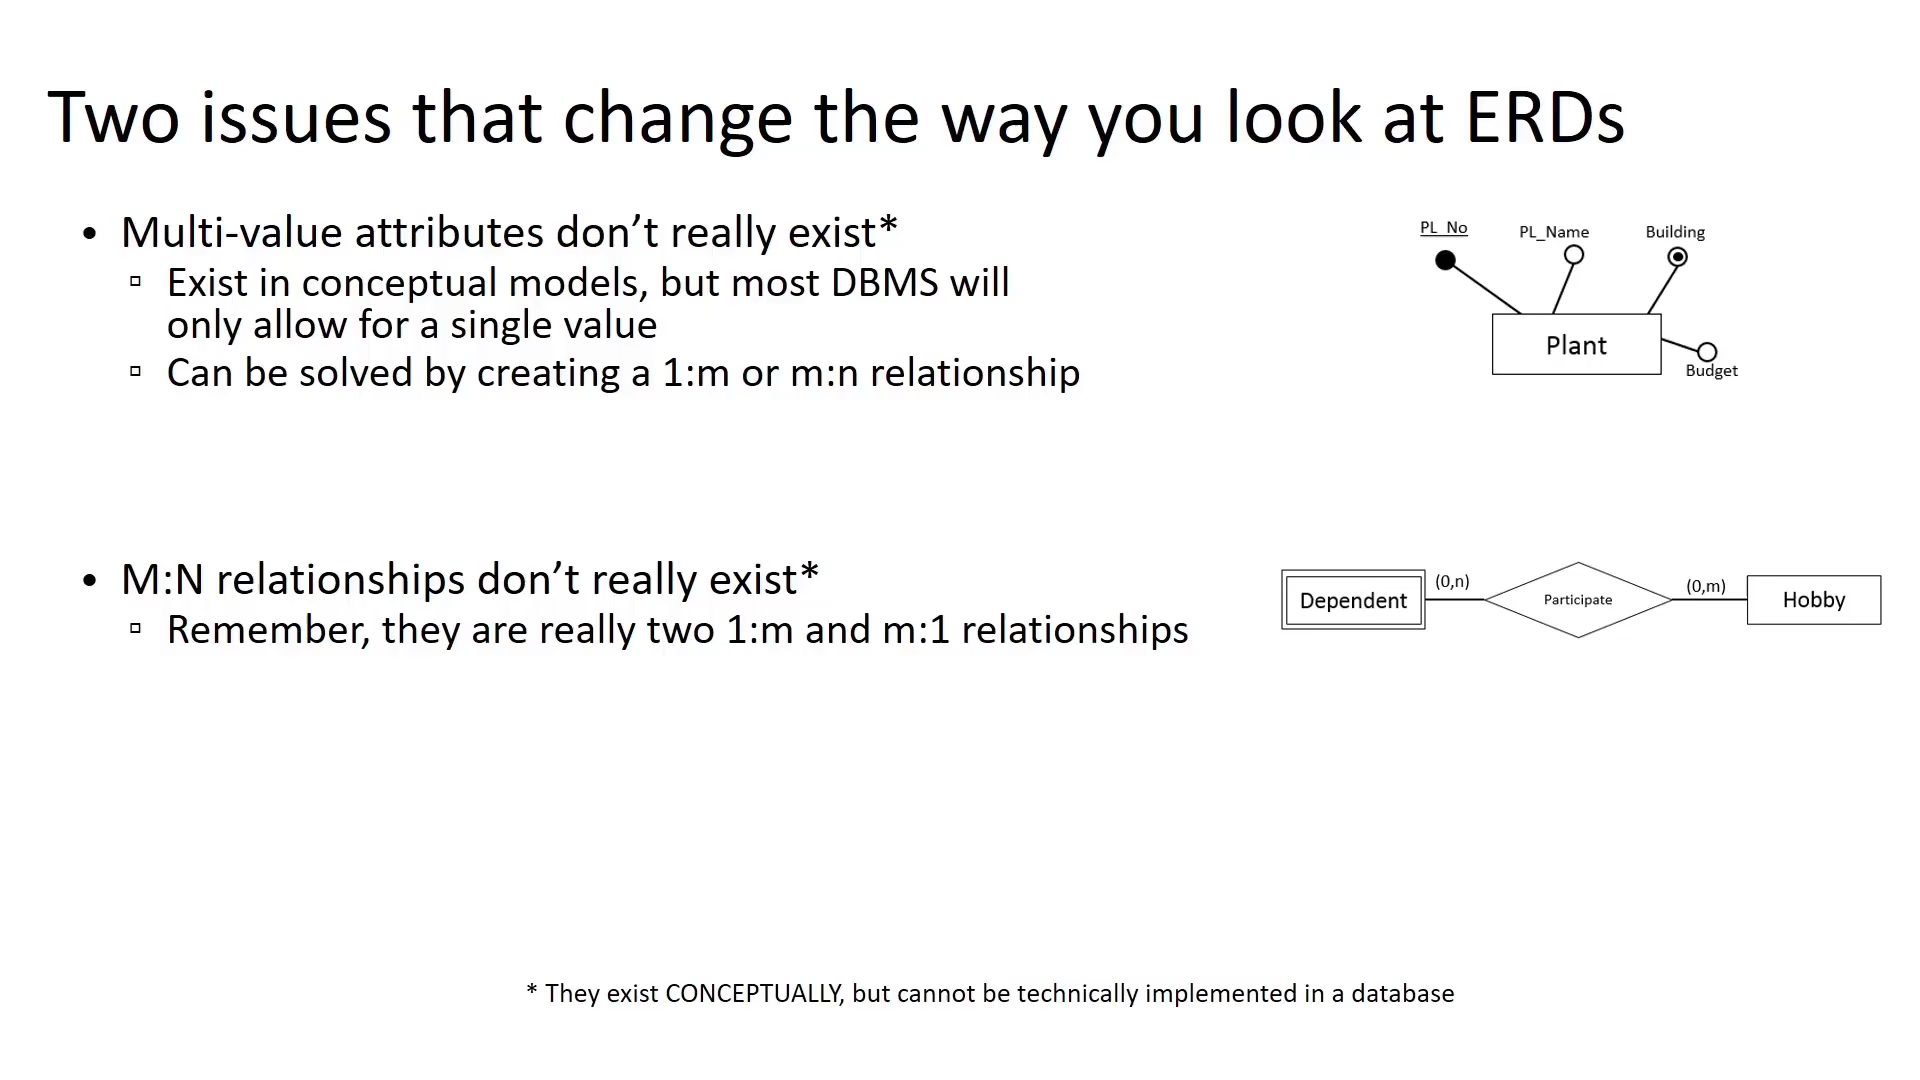 Two issues that change the way you look at ERDs
• Multi-value attributes don’t really exist*
▫ Exist in conceptual models, but most DBMS will
only allow for a single value
▫ Can be solved by creating a 1:m or m:n relationship
PL_No
PL_Name
Building
Plant
Budget
• M:N relationships don’t really exist*
▫ Remember, they are really two 1:m and m:1 relationships
Dependent
(0,n)
Participate
(0,m)
Hobby
* They exist CONCEPTUALLY, but cannot be technically implemented in a database